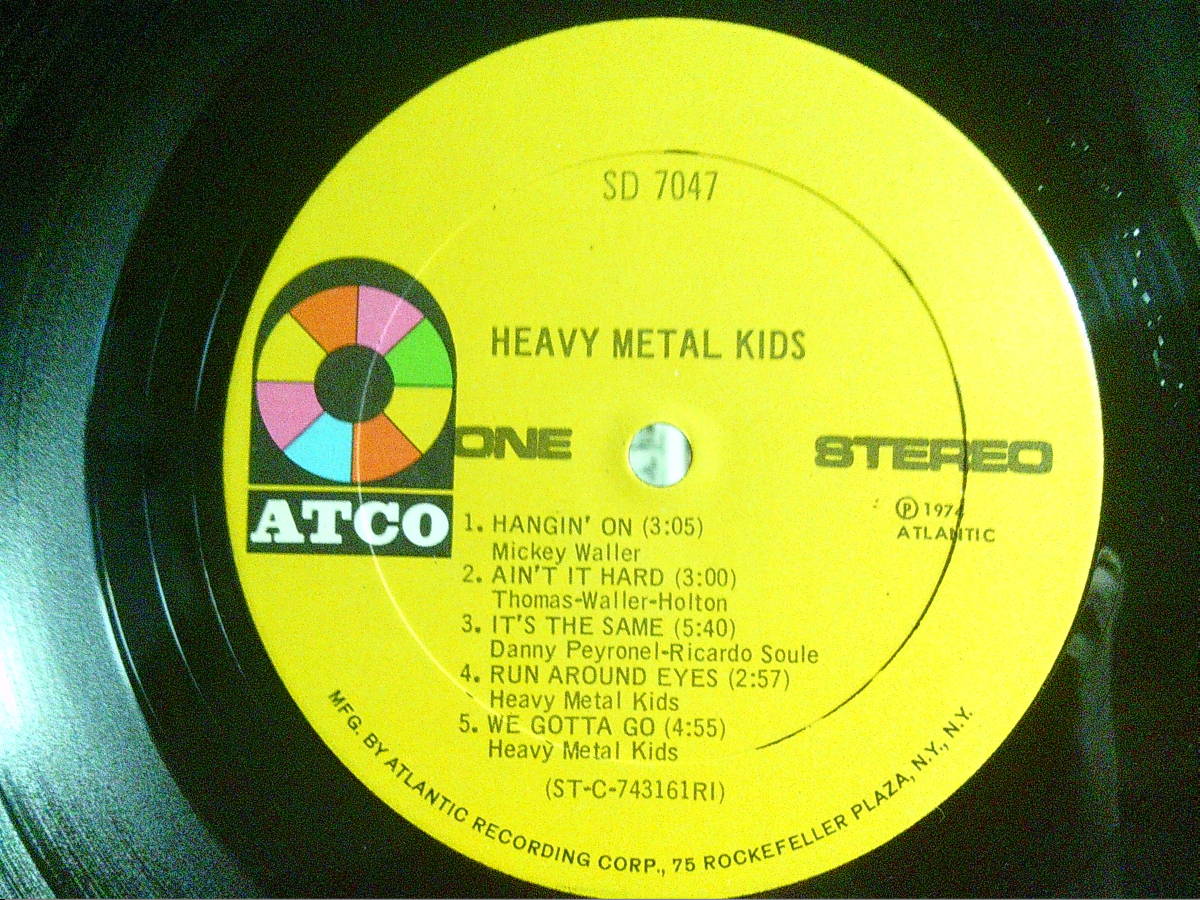 SD 7047
HEAVY METAL KIDS
ONE
STEREO
ATCO
℗ 1974
ATLANTIC
1. HANGIN' ON (3:05)
Mickey Waller
2. AIN'T IT HARD (3:00)
Thomas-Waller-Holton
3. IT'S THE SAME (5:40)
Danny Peyronel-Ricardo Soule
4. RUN AROUND EYES (2:57)
Heavy Metal Kids
5. WE GOTTA GO (4:55)
Heavy Metal Kids
(ST-C-743161RI)
MFG. BY ATLANTIC RECORDING CORP., 75 ROCKEFELLER PLAZA, N.Y., N.Y.